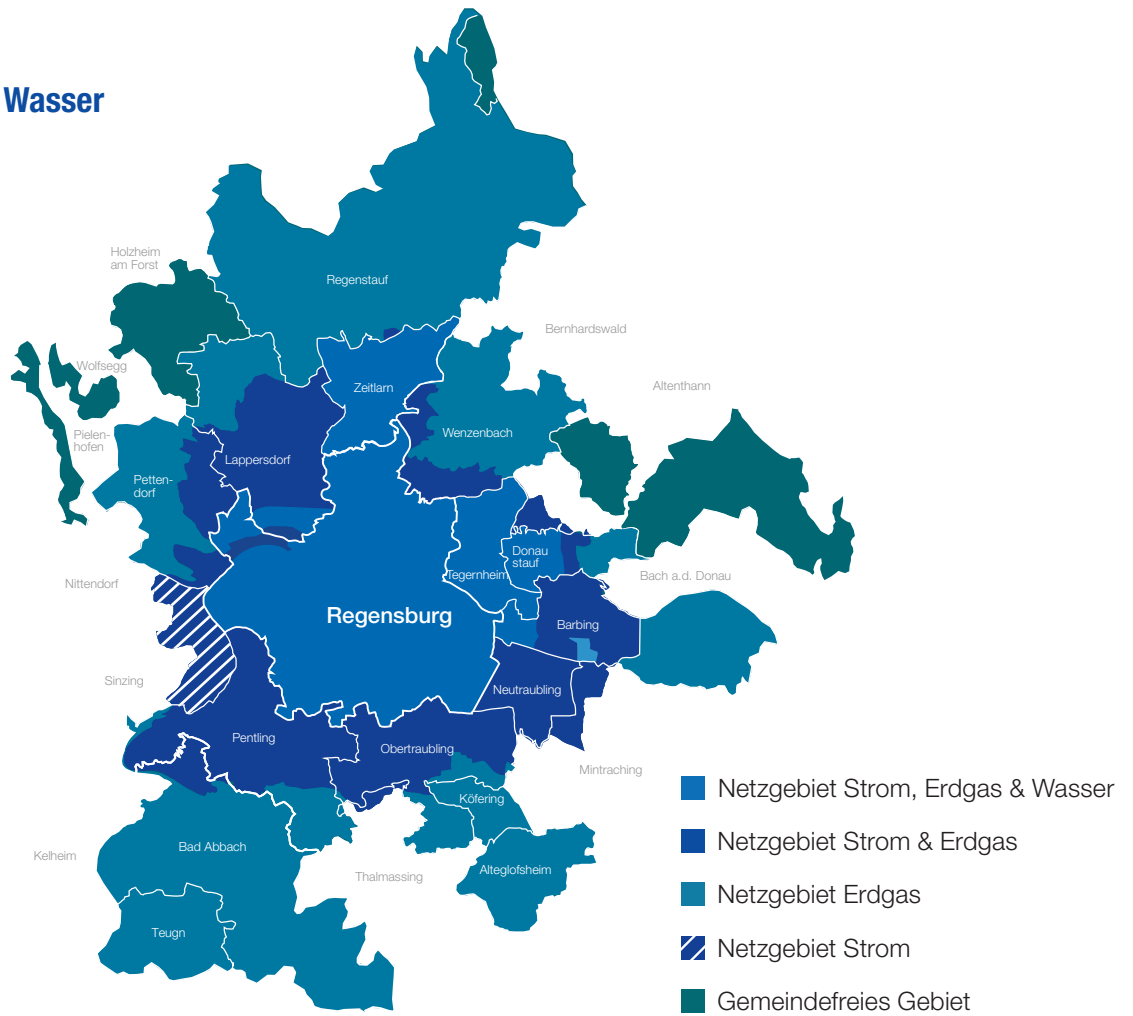 Wasser
Holzheim
am Forst
Regenstauf
Bernhardswald
Wolfsegg
Zeitlarn
Altenthann
Pielen-
hofen
Wenzenbach
Lappersdorf
Petten-
dorf
Donau
stauf
Tegernheim
Nittendorf
Bach a.d. Donau
Regensburg
Barbing
Sinzing
Neutraubling
Pentling
Obertraubling
Mintraching
Köfering
Kelheim
Bad Abbach
Thalmassing
Alteglofsheim
Teugn
Netzgebiet Strom, Erdgas & Wasser
Netzgebiet Strom & Erdgas
Netzgebiet Erdgas
Netzgebiet Strom
Gemeindefreies Gebiet